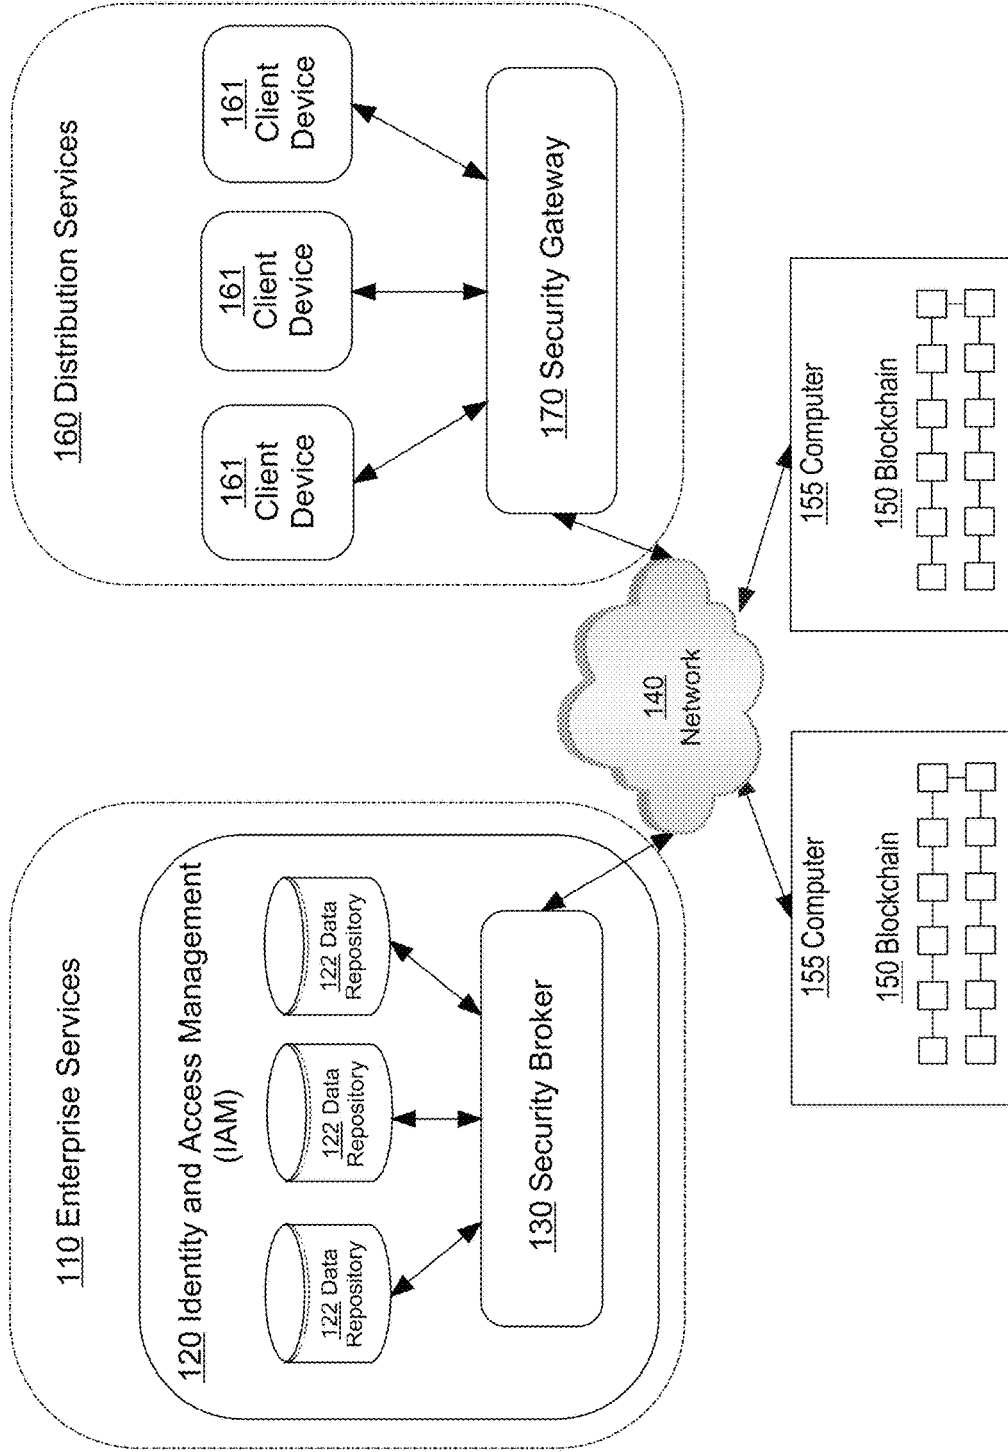 110 Enterprise Services
120 Identity and Access Management
(IAM)
122 Data
Repository
122 Data
Repository
122 Data
Repository
130 Security Broker
140
Network
160 Distribution Services
161
Client
Device
161
Client
Device
161
Client
Device
170 Security Gateway
155 Computer
150 Blockchain
155 Computer
150 Blockchain